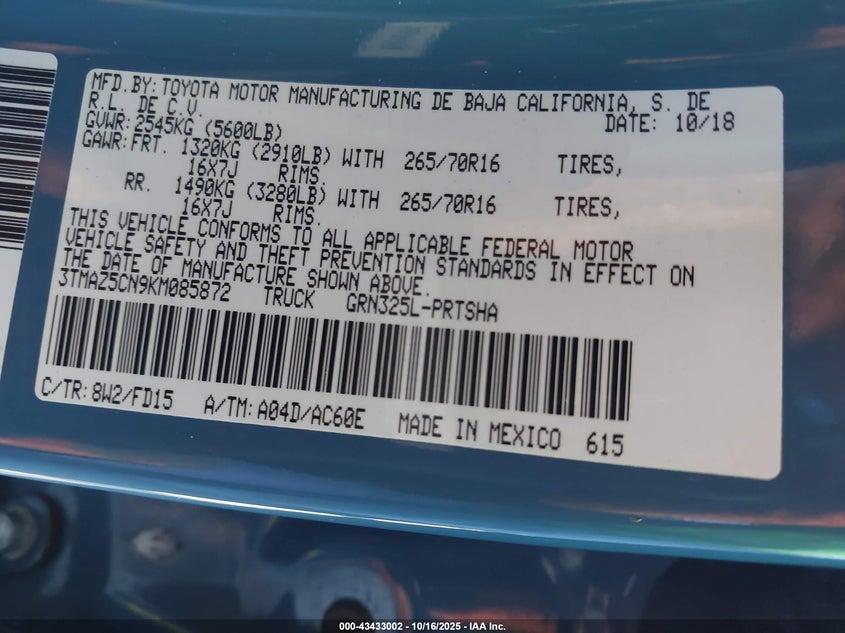 MFD.BY:TOYOTA MOTOR MANUFACTURING DE BAJA CALIFORNIA, S. DE
R.L. DE C.V. DATE: 10/18
GVWR:2545KG (5600LB)
GAWR:FRT. 1320KG (2910LB) WITH 265/70R16 TIRES,
16X7J RIMS.
RR. 1490KG (3280LB) WITH 265/70R16 TIRES,
16X7J RIMS.
THIS VEHICLE CONFORMS TO ALL APPLICABLE FEDERAL MOTOR
VEHICLE SAFETY AND THEFT PREVENTION STANDARDS IN EFFECT ON
THE DATE OF MANUFACTURE SHOWN ABOVE.
3TMAZ5CN9KM085872 TRUCK GRN325L-PRTSHA
C/TR:8W2/FD15 A/TM:A04D/AC60E MADE IN MEXICO 615
000-43433002 - 10/16/2025 - IAA Inc.